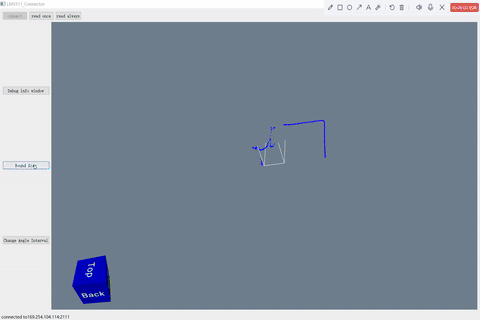 LMS511_Connector
connect read once read always
Debug info window
Round Scan
Change Angle Interval
Top
Back
connected to169.254.104.114:2111